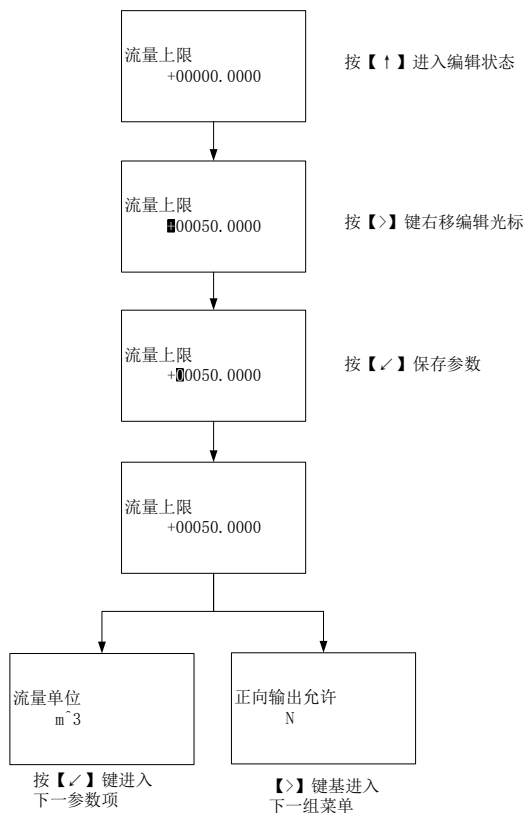 流量上限
+00000.0000
按【↑】进入编辑状态
流量上限
+00050.0000
按【>】键右移编辑光标
流量上限
+00050.0000
按【↙】保存参数
流量上限
+00050.0000
流量单位
m^3
正向输出允许
N
按【↙】键进入
下一参数项
【>】键基进入
下一组菜单